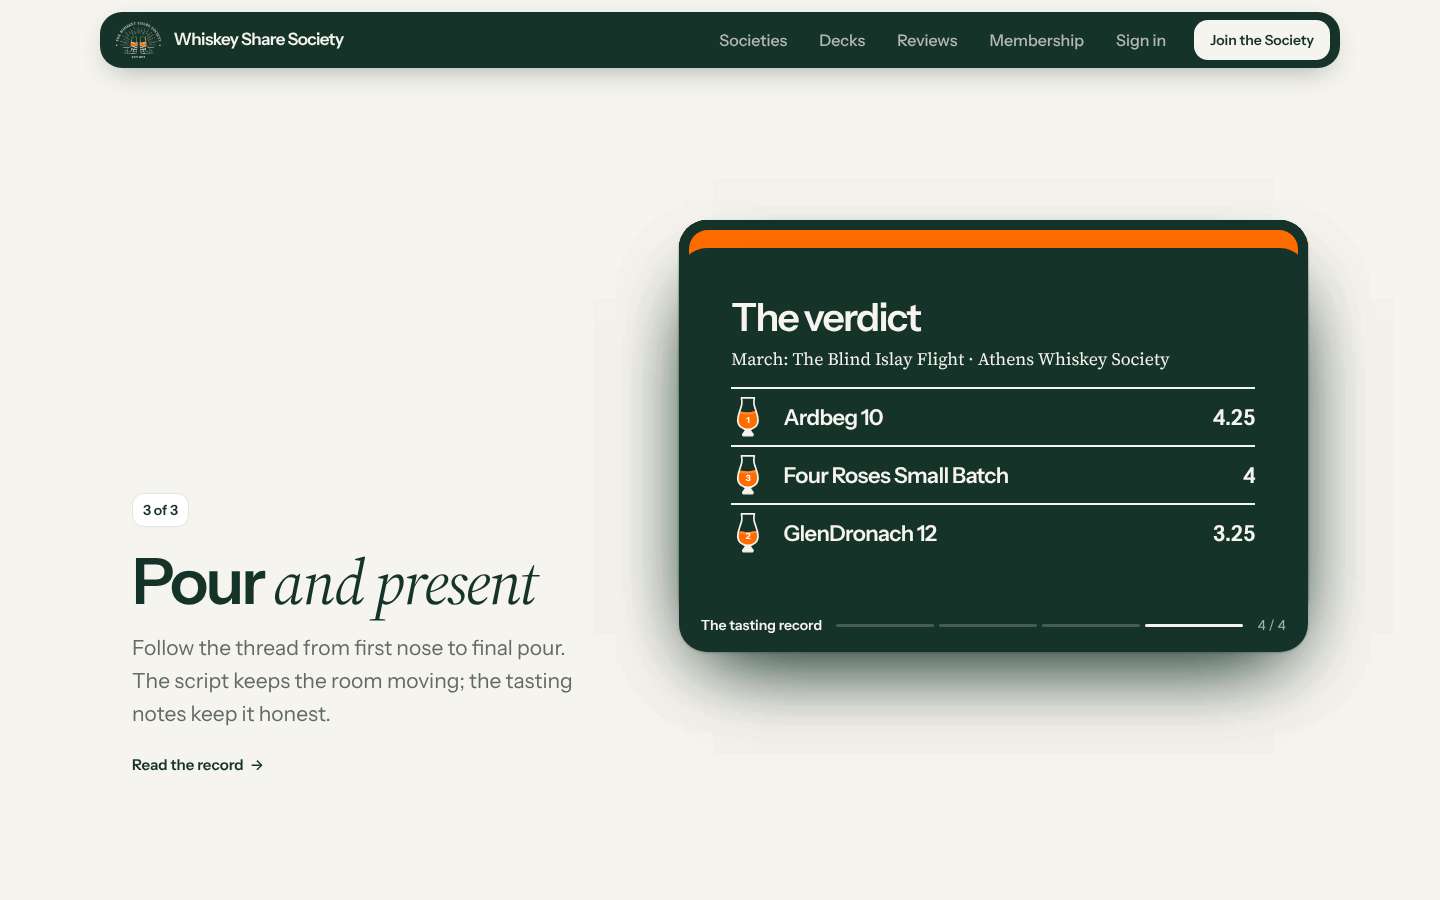 Whiskey Share Society
Societies
Decks
Reviews
Membership
Sign in
Join the Society
3 of 3
Pour and present
Follow the thread from first nose to final pour.
The script keeps the room moving; the tasting
notes keep it honest.
Read the record →
The verdict
March: The Blind Islay Flight · Athens Whiskey Society
1 Ardbeg 10 4.25
3 Four Roses Small Batch 4
2 GlenDronach 12 3.25
The tasting record 4 / 4